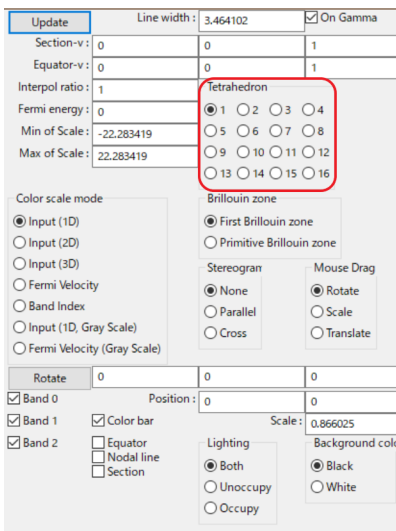 Update Line width : 3.464102 On Gamma
Section-v : 0 0 1
Equator-v : 0 0 1
Interpol ratio : 1 Tetrahedron
Fermi energy : 0 1 2 3 4
Min of Scale : -22.283419 5 6 7 8
Max of Scale : 22.283419 9 10 11 12
13 14 15 16
Color scale mode Brillouin zone
Input (1D) First Brillouin zone
Input (2D) Primitive Brillouin zone
Input (3D) Stereogram Mouse Drag
Fermi Velocity None Rotate
Band Index Parallel Scale
Input (1D, Gray Scale) Cross Translate
Fermi Velocity (Gray Scale)
Rotate 0 0 0
Band 0 Position : 0 0
Band 1 Color bar Scale : 0.866025
Band 2 Equator Lighting Background colo
Nodal line Both Black
Section Unoccupy White
Occupy